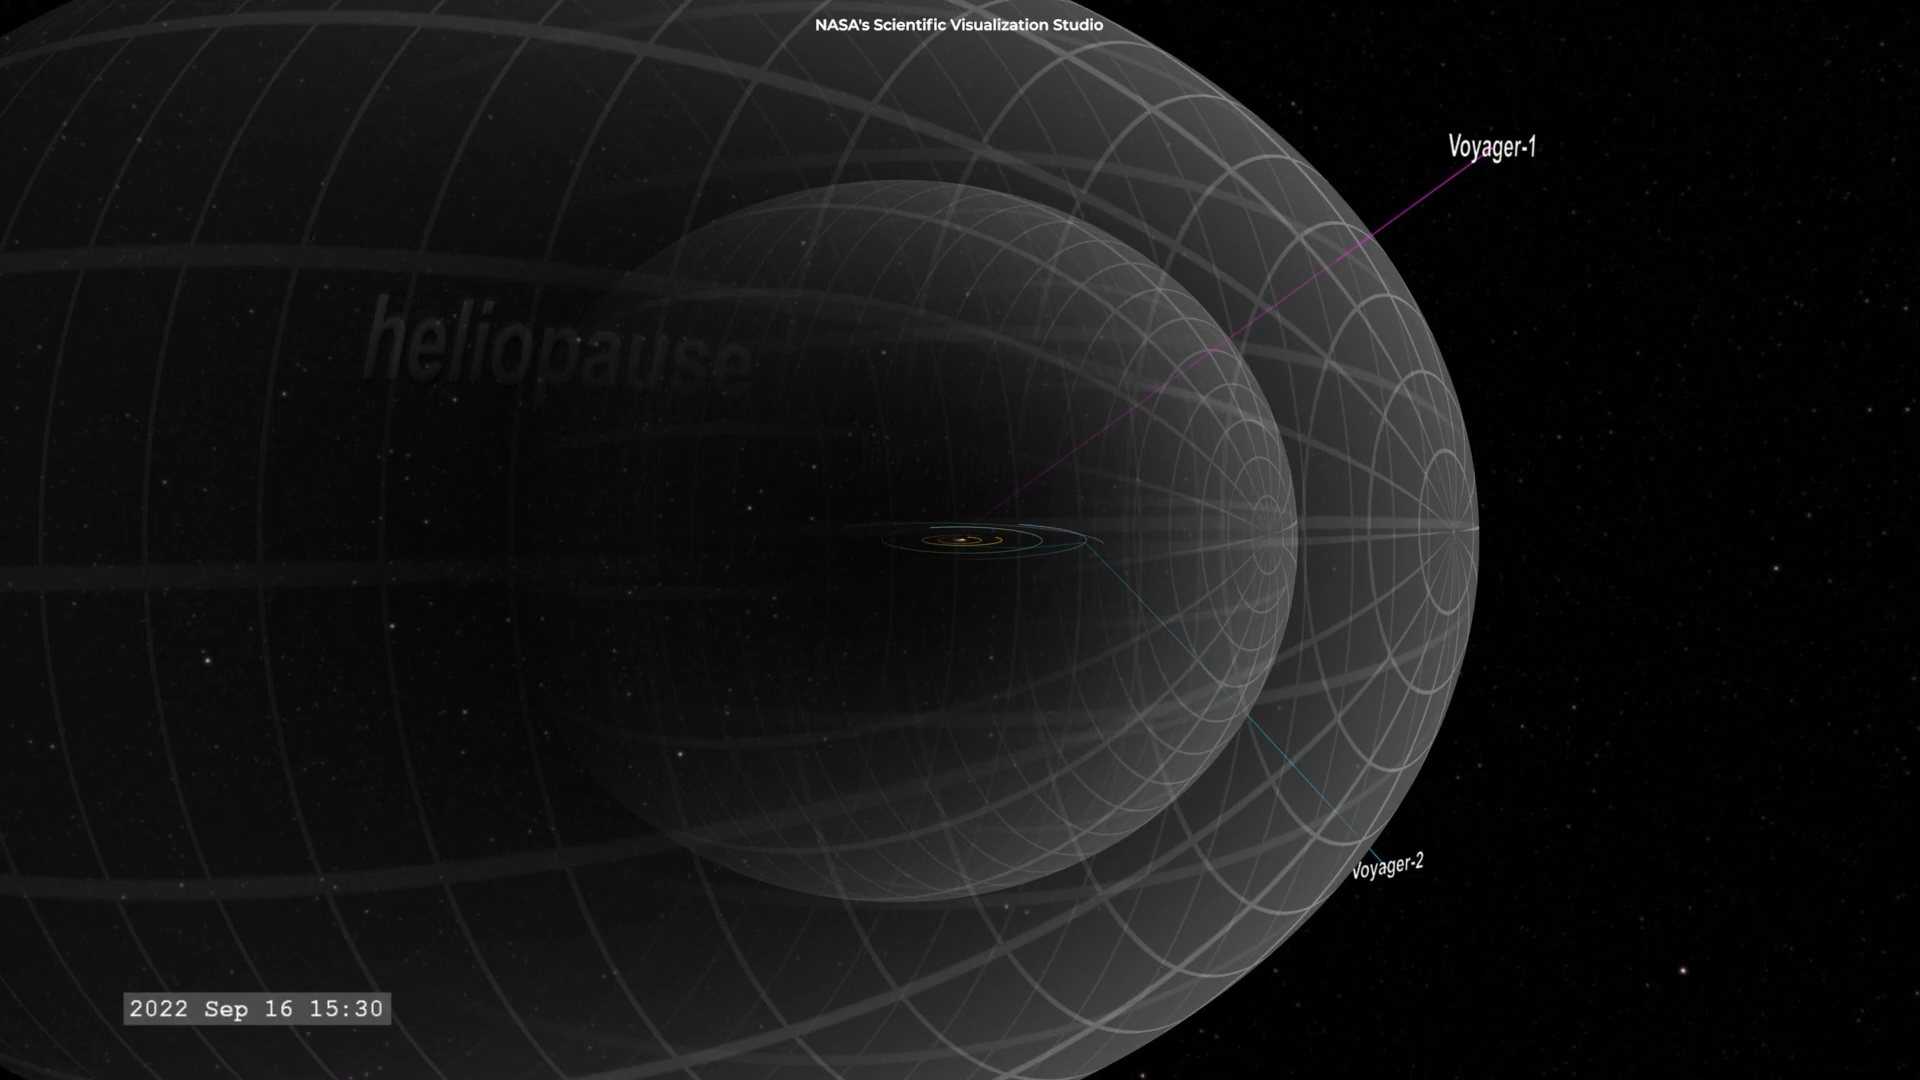 NASA's Scientific Visualization Studio
Voyager-1
heliopause
Voyager-2
2022 Sep 16 15:30